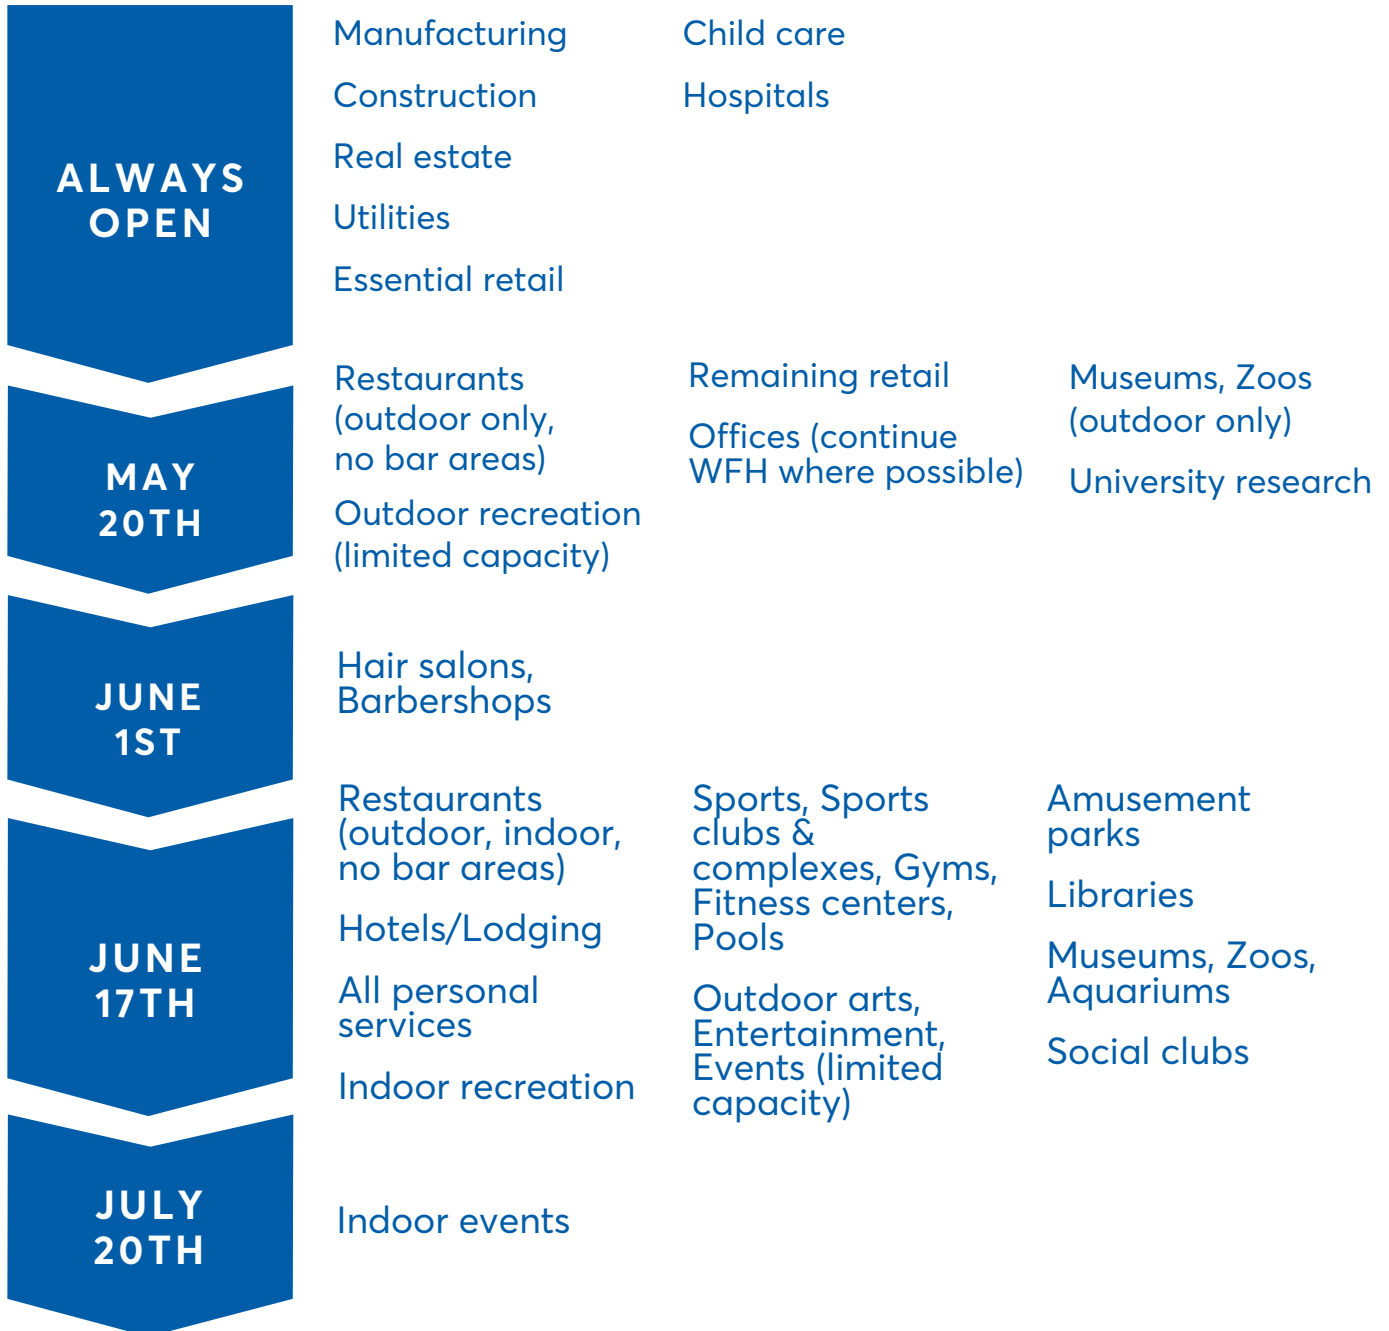 ALWAYS
OPEN
Manufacturing
Construction
Real estate
Utilities
Essential retail
Child care
Hospitals
MAY
20TH
Restaurants
(outdoor only,
no bar areas)
Outdoor recreation
(limited capacity)
Remaining retail
Offices (continue
WFH where possible)
Museums, Zoos
(outdoor only)
University research
JUNE
1ST
Hair salons,
Barbershops
JUNE
17TH
Restaurants
(outdoor, indoor,
no bar areas)
Hotels/Lodging
All personal
services
Indoor recreation
Sports, Sports
clubs &
complexes, Gyms,
Fitness centers,
Pools
Outdoor arts,
Entertainment,
Events (limited
capacity)
Amusement
parks
Libraries
Museums, Zoos,
Aquariums
Social clubs
JULY
20TH
Indoor events